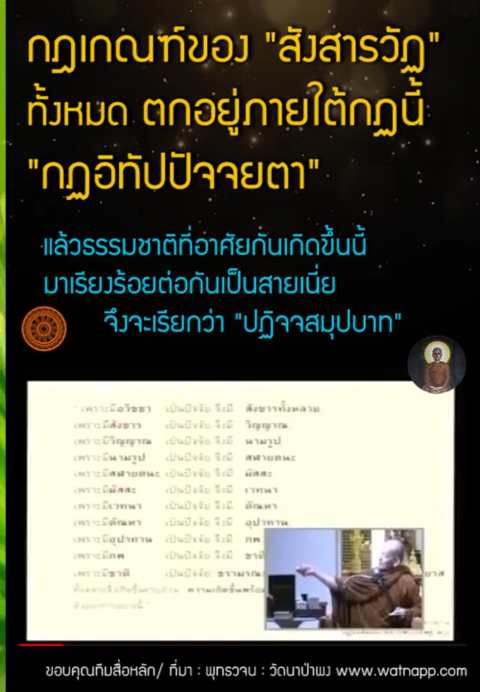 กฎเกณฑ์ของ "สังสารวัฏ"
ทั้งหมด ตกอยู่ภายใต้กฎนี้
"กฎอิทัปปัจจยตา"
แล้วธรรมชาติที่อาศัยกันเกิดขึ้นนี้
มาเรียงร้อยต่อกันเป็นสายเนี่ย
จึงจะเรียกว่า "ปฏิจจสมุปบาท"
" เพราะมีอวิชชา เป็นปัจจัย จึงมี สังขารทั้งหลาย
เพราะมีสังขาร เป็นปัจจัย จึงมี วิญญาณ
เพราะมีวิญญาณ เป็นปัจจัย จึงมี นามรูป
เพราะมีนามรูป เป็นปัจจัย จึงมี สฬายตนะ
เพราะมีสฬายตนะ เป็นปัจจัย จึงมี ผัสสะ
เพราะมีผัสสะ เป็นปัจจัย จึงมี เวทนา
เพราะมีเวทนา เป็นปัจจัย จึงมี ตัณหา
เพราะมีตัณหา เป็นปัจจัย จึงมี อุปาทาน
เพราะมีอุปาทาน เป็นปัจจัย จึงมี ภพ
เพราะมีภพ เป็นปัจจัย จึงมี
เพราะมีชาติ เป็นปัจจัย
ขอบคุณทีมสื่อหลัก/ ที่มา : พุทธวจน : วัดนาป่าพง www.watnapp.com